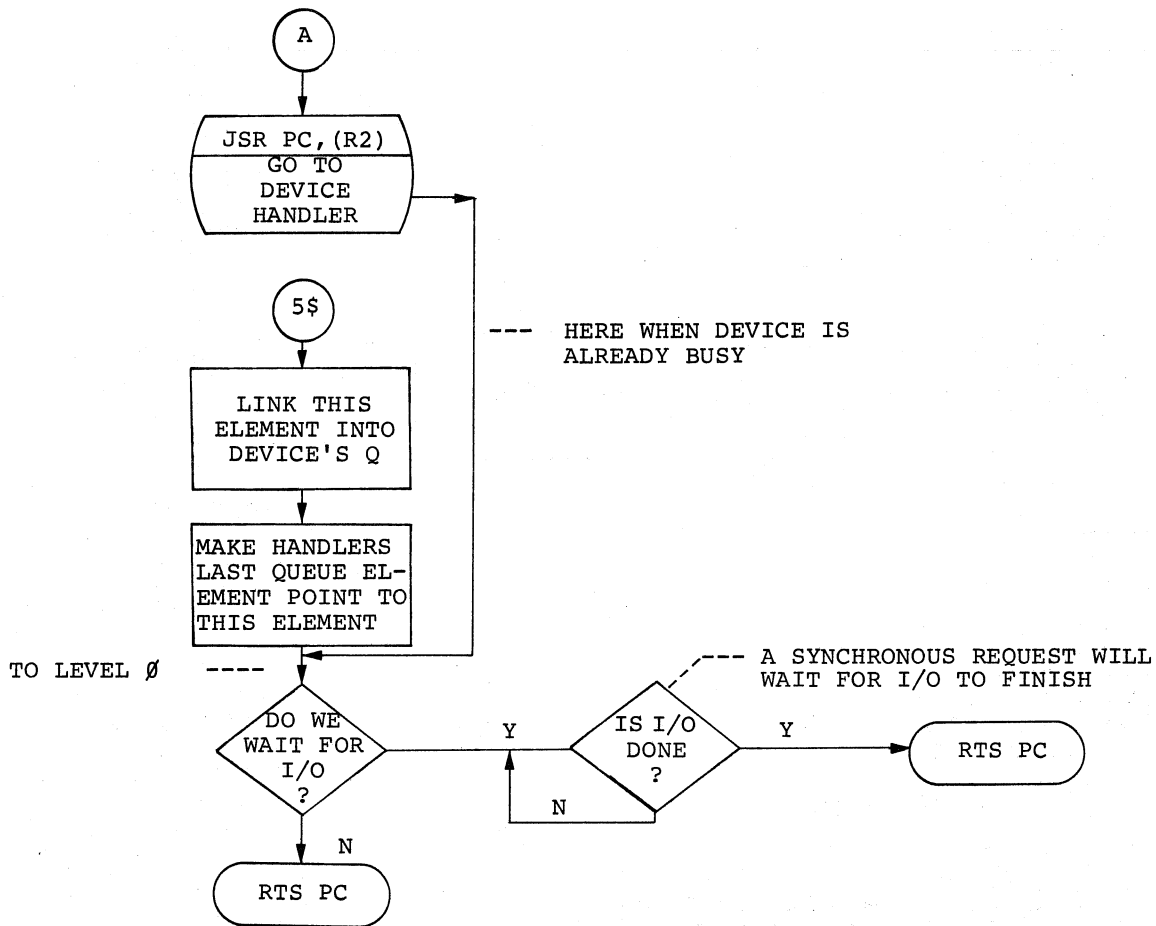 A
JSR PC,(R2)
GO TO
DEVICE
HANDLER
5$
--- HERE WHEN DEVICE IS
ALREADY BUSY
LINK THIS
ELEMENT INTO
DEVICE'S Q
MAKE HANDLERS
LAST QUEUE EL-
EMENT POINT TO
THIS ELEMENT
TO LEVEL Ø ----
--- A SYNCHRONOUS REQUEST WILL
WAIT FOR I/O TO FINISH
DO WE
WAIT FOR
I/O
?
Y
IS I/O
DONE
?
Y
RTS PC
N
N
RTS PC